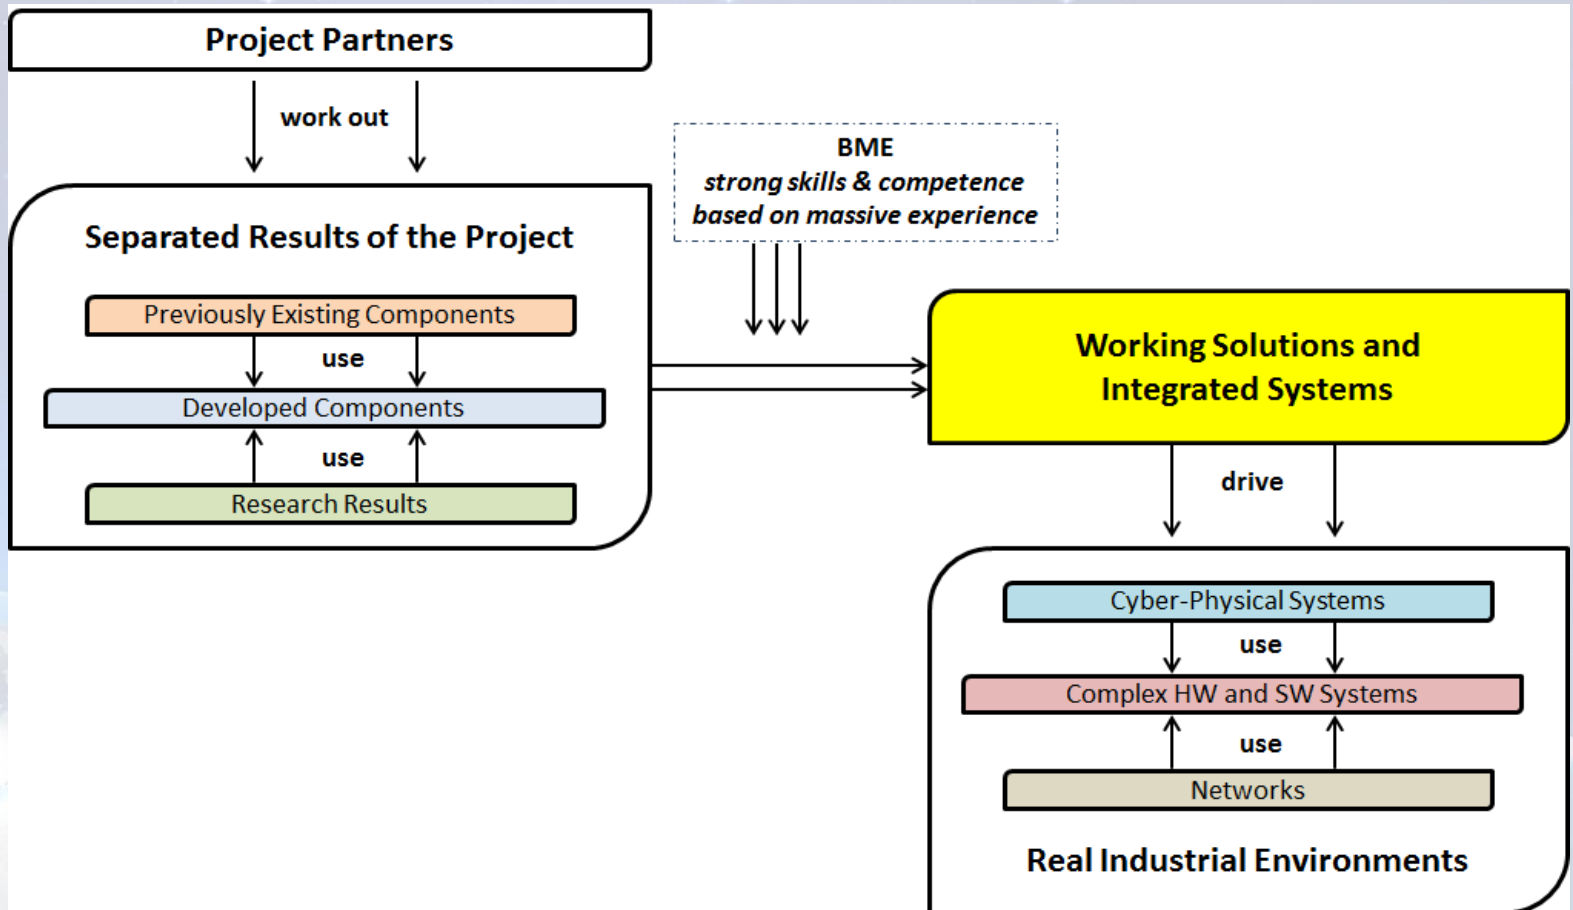 Project Partners
work out
BME
strong skills & competence
based on massive experience
Separated Results of the Project
Previously Existing Components
use
Developed Components
use
Research Results
Working Solutions and
Integrated Systems
drive
Cyber-Physical Systems
use
Complex HW and SW Systems
use
Networks
Real Industrial Environments